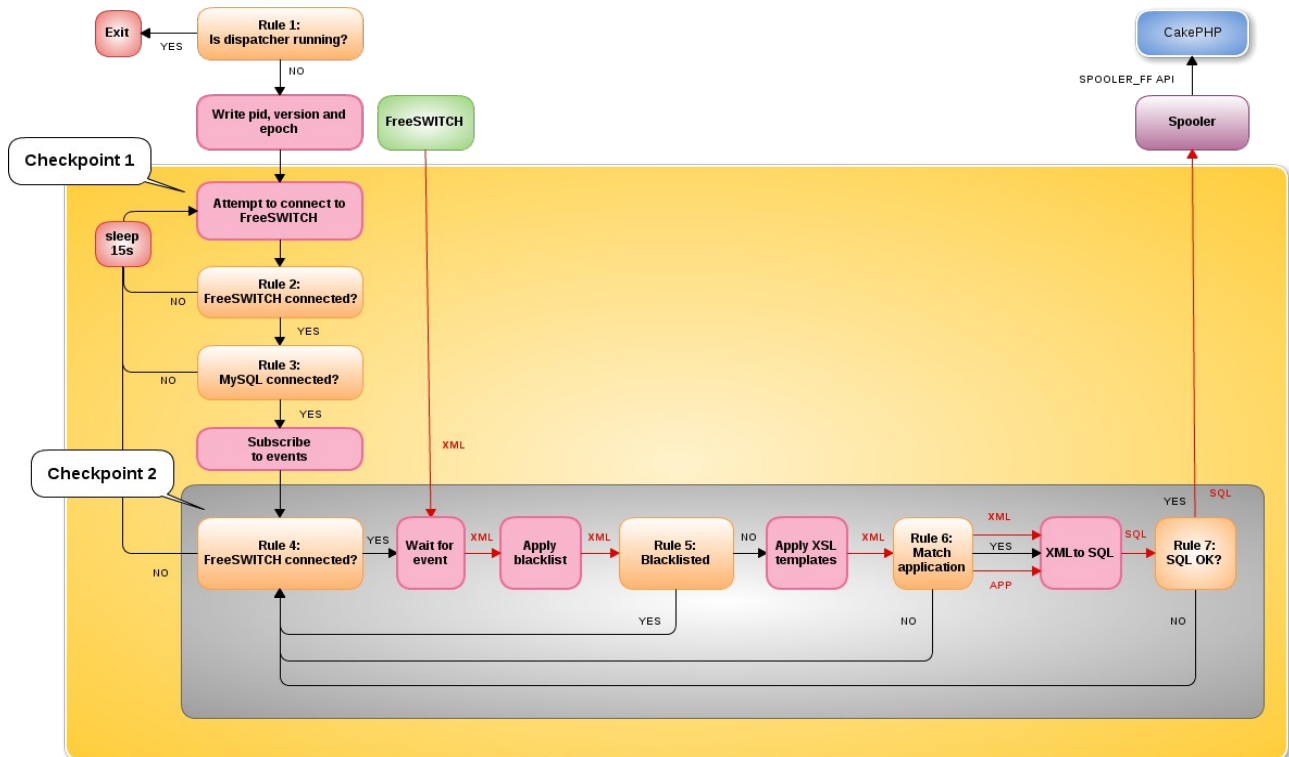 Exit
YES
Rule 1:
Is dispatcher running?
NO
CakePHP
SPOOLER_FF API
Write pid, version and
epoch
FreeSWITCH
Spooler
Checkpoint 1
Attempt to connect to
FreeSWITCH
sleep
15s
Rule 2:
FreeSWITCH connected?
NO
YES
Rule 3:
MySQL connected?
NO
YES
Subscribe
to events
XML
Checkpoint 2
YES
SQL
Rule 4:
FreeSWITCH connected?
NO
YES
Wait for
event
XML
Apply
blacklist
XML
Rule 5:
Blacklisted
NO
Apply XSL
templates
XML
Rule 6:
Match
application
XML
YES
APP
XML to SQL
SQL
Rule 7:
SQL OK?
YES
NO
NO